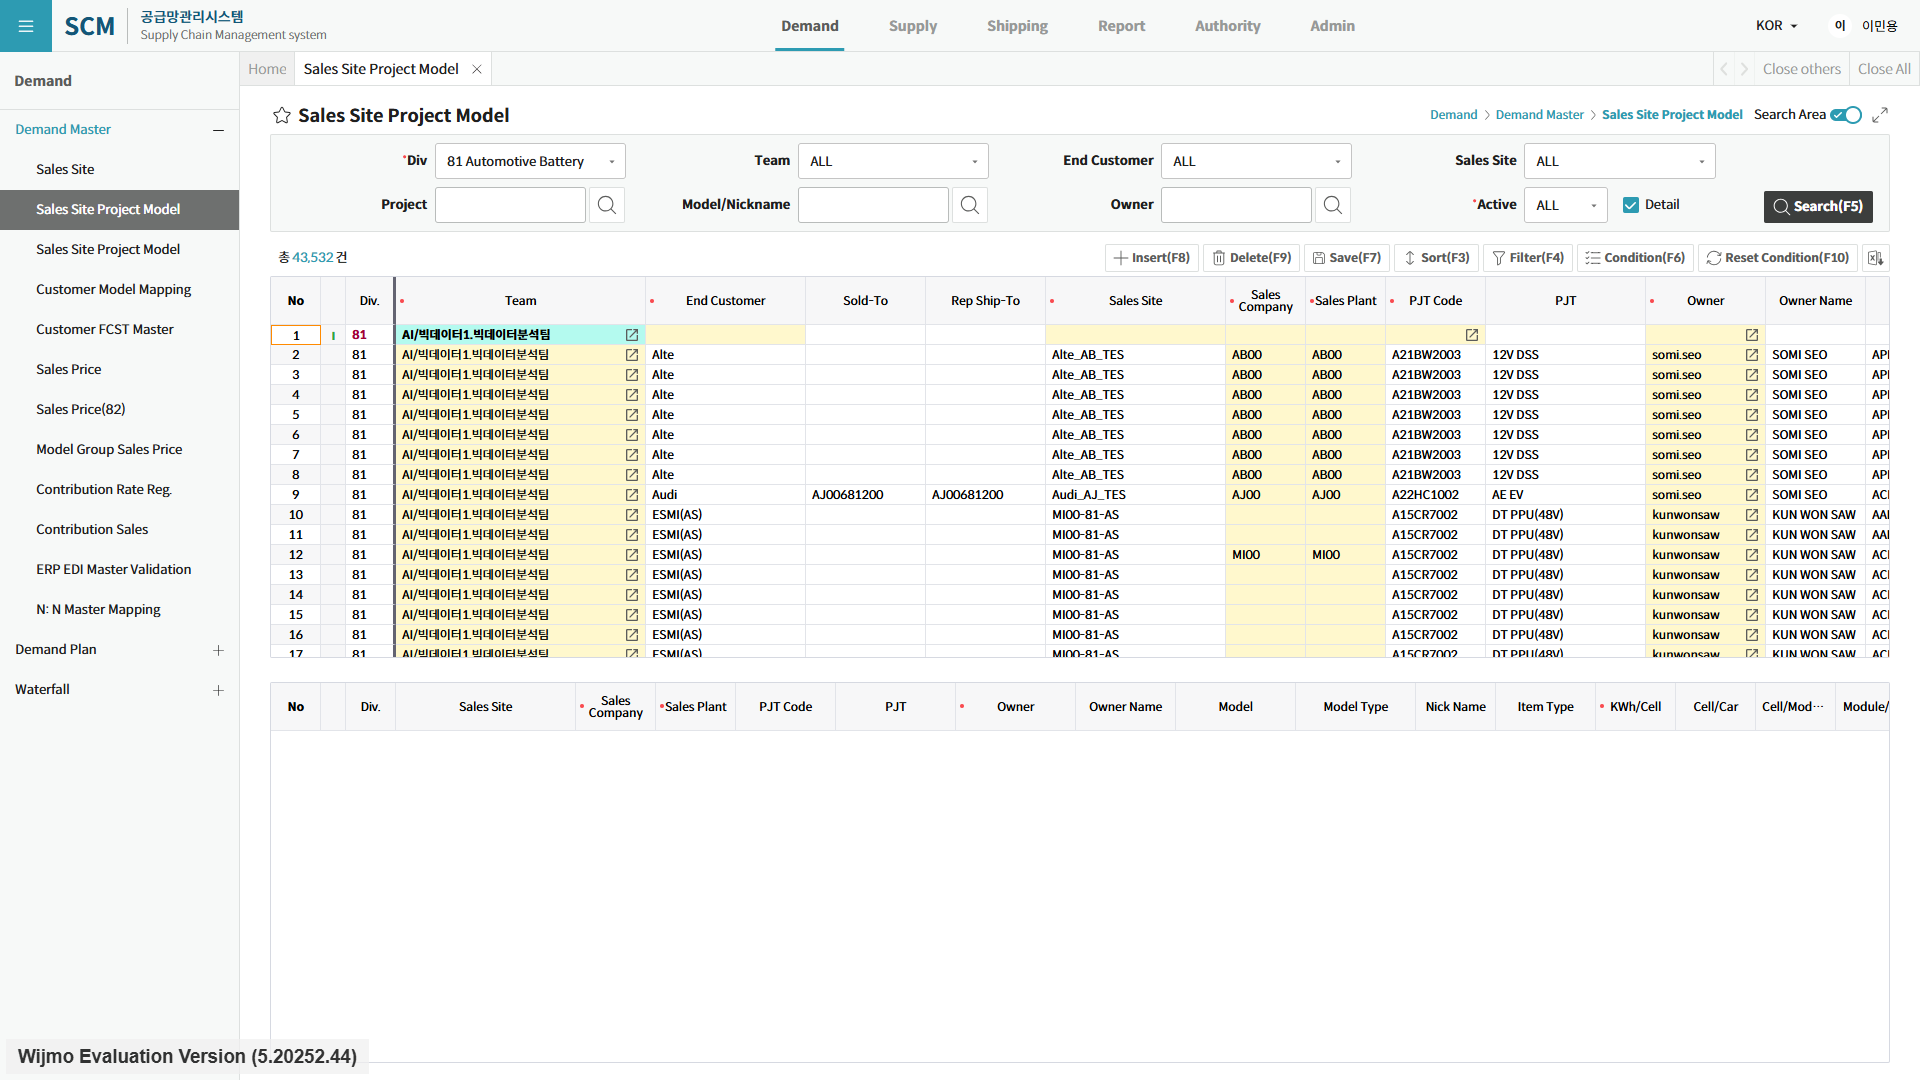 SCM 공급망관리시스템
Supply Chain Management system
Demand Supply Shipping Report Authority Admin
KOR 이 이민용
Demand
Home Sales Site Project Model
Close others Close All
Demand Master
Sales Site
Sales Site Project Model
Sales Site Project Model
Customer Model Mapping
Customer FCST Master
Sales Price
Sales Price(82)
Model Group Sales Price
Contribution Rate Reg.
Contribution Sales
ERP EDI Master Validation
N: N Master Mapping
Demand Plan
Waterfall
Sales Site Project Model
Demand > Demand Master > Sales Site Project Model Search Area
*Div 81 Automotive Battery Team ALL End Customer ALL Sales Site ALL
Project Model/Nickname Owner *Active ALL Detail Search(F5)
총 43,532 건
Insert(F8) Delete(F9) Save(F7) Sort(F3) Filter(F4) Condition(F6) Reset Condition(F10)
No Div. Team End Customer Sold-To Rep Ship-To Sales Site Sales Company Sales Plant PJT Code PJT Owner Owner Name
1 I 81 AI/빅데이터1.빅데이터분석팀
2 81 AI/빅데이터1.빅데이터분석팀 Alte Alte_AB_TES AB00 AB00 A21BW2003 12V DSS somi.seo SOMI SEO
3 81 AI/빅데이터1.빅데이터분석팀 Alte Alte_AB_TES AB00 AB00 A21BW2003 12V DSS somi.seo SOMI SEO
4 81 AI/빅데이터1.빅데이터분석팀 Alte Alte_AB_TES AB00 AB00 A21BW2003 12V DSS somi.seo SOMI SEO
5 81 AI/빅데이터1.빅데이터분석팀 Alte Alte_AB_TES AB00 AB00 A21BW2003 12V DSS somi.seo SOMI SEO
6 81 AI/빅데이터1.빅데이터분석팀 Alte Alte_AB_TES AB00 AB00 A21BW2003 12V DSS somi.seo SOMI SEO
7 81 AI/빅데이터1.빅데이터분석팀 Alte Alte_AB_TES AB00 AB00 A21BW2003 12V DSS somi.seo SOMI SEO
8 81 AI/빅데이터1.빅데이터분석팀 Alte Alte_AB_TES AB00 AB00 A21BW2003 12V DSS somi.seo SOMI SEO
9 81 AI/빅데이터1.빅데이터분석팀 Audi AJ00681200 AJ00681200 Audi_AJ_TES AJ00 AJ00 A22HC1002 AE EV somi.seo SOMI SEO
10 81 AI/빅데이터1.빅데이터분석팀 ESMI(AS) MI00-81-AS A15CR7002 DT PPU(48V) kunwonsaw KUN WON SAW
11 81 AI/빅데이터1.빅데이터분석팀 ESMI(AS) MI00-81-AS A15CR7002 DT PPU(48V) kunwonsaw KUN WON SAW
12 81 AI/빅데이터1.빅데이터분석팀 ESMI(AS) MI00-81-AS MI00 MI00 A15CR7002 DT PPU(48V) kunwonsaw KUN WON SAW
13 81 AI/빅데이터1.빅데이터분석팀 ESMI(AS) MI00-81-AS A15CR7002 DT PPU(48V) kunwonsaw KUN WON SAW
14 81 AI/빅데이터1.빅데이터분석팀 ESMI(AS) MI00-81-AS A15CR7002 DT PPU(48V) kunwonsaw KUN WON SAW
15 81 AI/빅데이터1.빅데이터분석팀 ESMI(AS) MI00-81-AS A15CR7002 DT PPU(48V) kunwonsaw KUN WON SAW
16 81 AI/빅데이터1.빅데이터분석팀 ESMI(AS) MI00-81-AS A15CR7002 DT PPU(48V) kunwonsaw KUN WON SAW
17 81 AI/빅데이터1.빅데이터분석팀 ESMI(AS) MI00-81-AS A15CR7002 DT PPU(48V) kunwonsaw KUN WON SAW
No Div. Sales Site Sales Company Sales Plant PJT Code PJT Owner Owner Name Model Model Type Nick Name Item Type KWh/Cell Cell/Car Cell/Mod··· Module/
Wijmo Evaluation Version (5.20252.44)